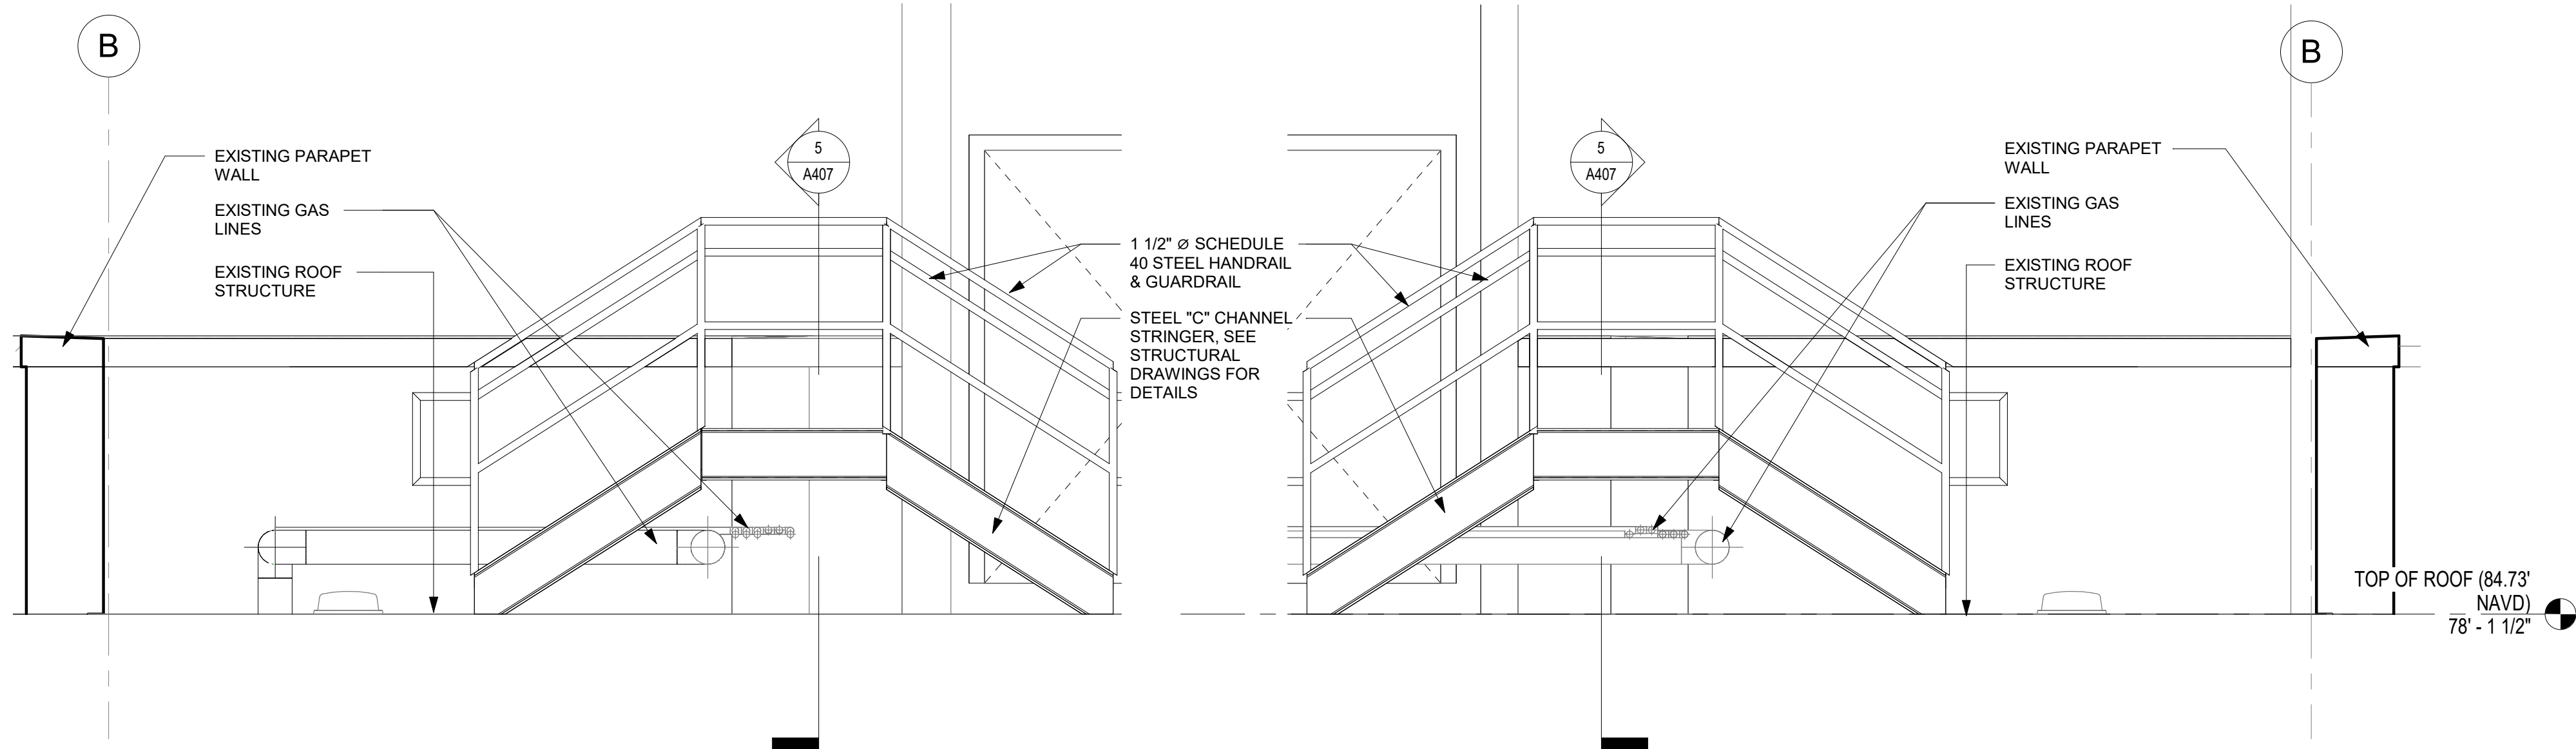 B
B
5
A407
5
A407
EXISTING PARAPET
WALL
EXISTING GAS
LINES
EXISTING ROOF
STRUCTURE
1 1/2" Ø SCHEDULE
40 STEEL HANDRAIL
& GUARDRAIL
STEEL "C" CHANNEL
STRINGER, SEE
STRUCTURAL
DRAWINGS FOR
DETAILS
EXISTING PARAPET
WALL
EXISTING GAS
LINES
EXISTING ROOF
STRUCTURE
TOP OF ROOF (84.73'
NAVD)
78' - 1 1/2"